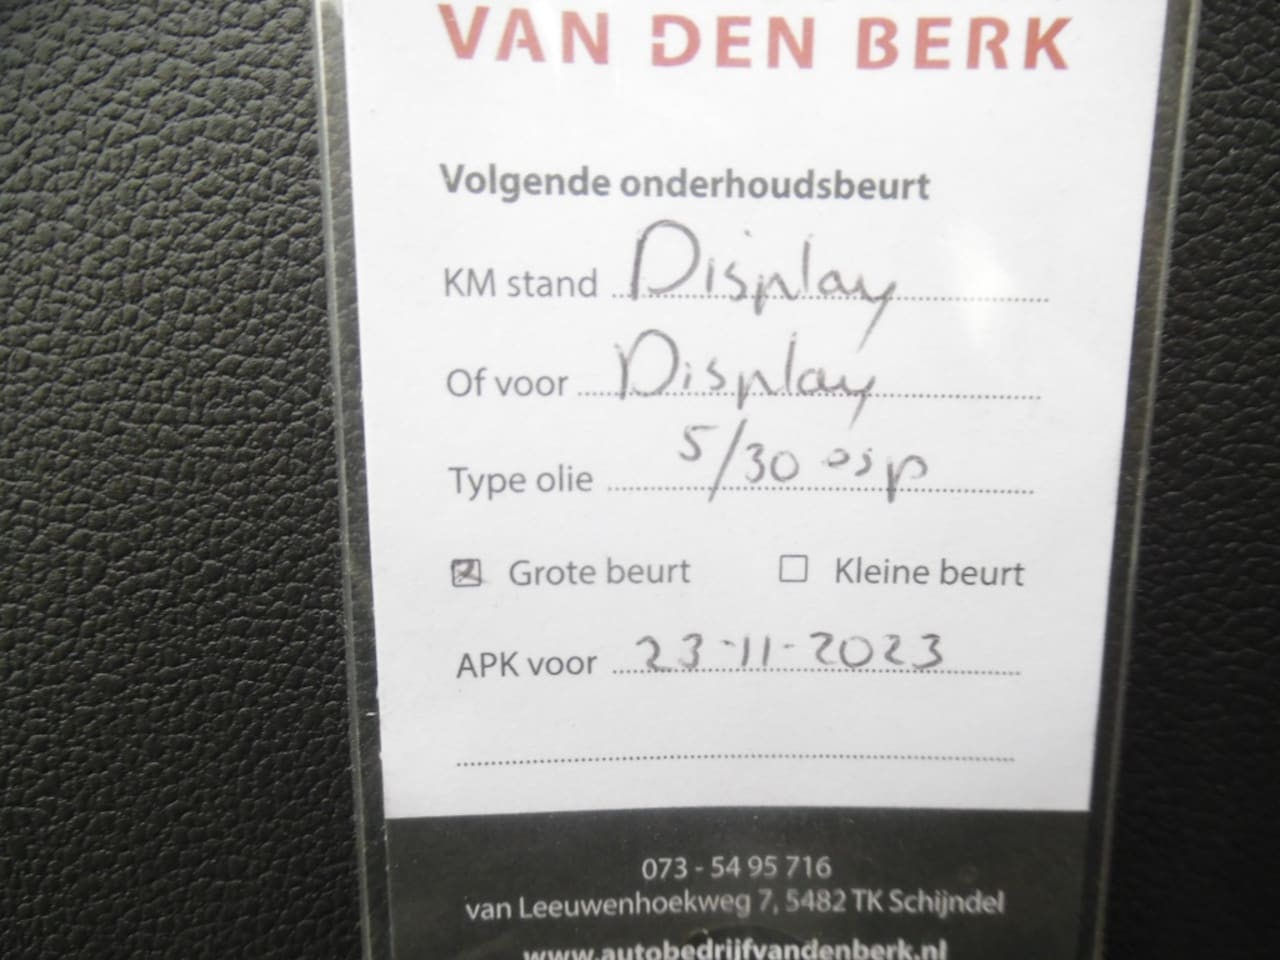 VAN DEN BERK
Volgende onderhoudsbeurt
KM stand Display
Of voor Display
Type olie 5/30 esp
Grote beurt Kleine beurt
APK voor 23-11-2023
073 - 54 95 716
van Leeuwenhoekweg 7, 5482 TK Schijndel
www.autobedrijfvandenberk.nl